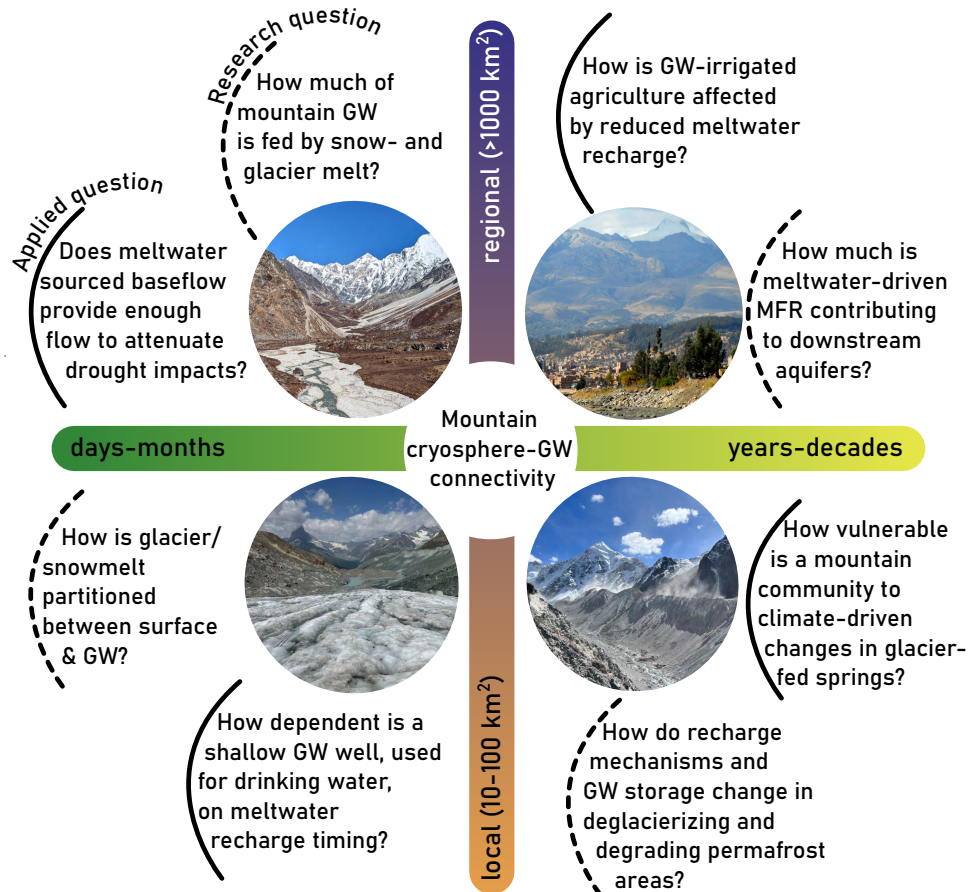 Research question
How much of
mountain GW
is fed by snow- and
glacier melt?
regional (>1000 km²)
How is GW-irrigated
agriculture affected
by reduced meltwater
recharge?
Applied question
Does meltwater
sourced baseflow
provide enough
flow to attenuate
drought impacts?
How much is
meltwater-driven
MFR contributing
to downstream
aquifers?
days-months
Mountain
cryosphere-GW
connectivity
years-decades
How is glacier/
snowmelt
partitioned
between surface
& GW?
How vulnerable
is a mountain
community to
climate-driven
changes in glacier-
fed springs?
How dependent is a
shallow GW well, used
for drinking water,
on meltwater
recharge timing?
local (10-100 km²)
How do recharge
mechanisms and
GW storage change in
deglacierizing and
degrading permafrost
areas?